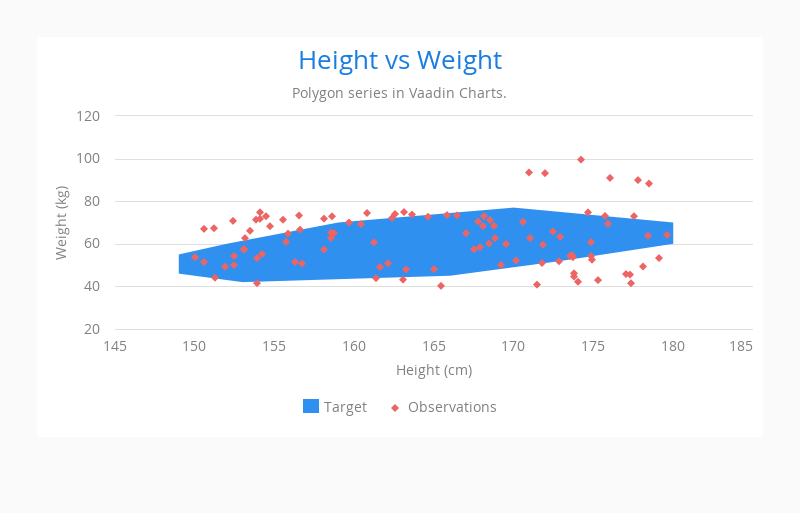 Height vs Weight
Polygon series in Vaadin Charts.
120
100
80
60
40
20
Weight (kg)
145 150 155 160 165 170 175 180 185
Height (cm)
Target Observations